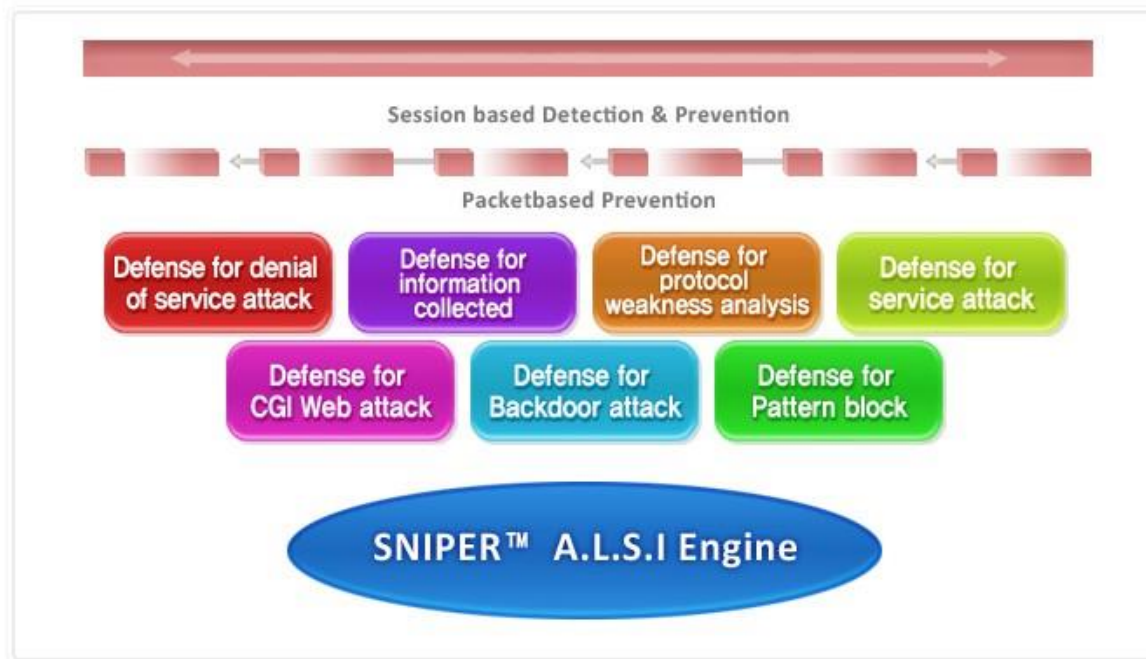 Session based Detection & Prevention
Packetbased Prevention
Defense for denial
of service attack
Defense for
information
collected
Defense for
protocol
weakness analysis
Defense for
service attack
Defense for
CGI Web attack
Defense for
Backdoor attack
Defense for
Pattern block
SNIPER™ A.L.S.I Engine